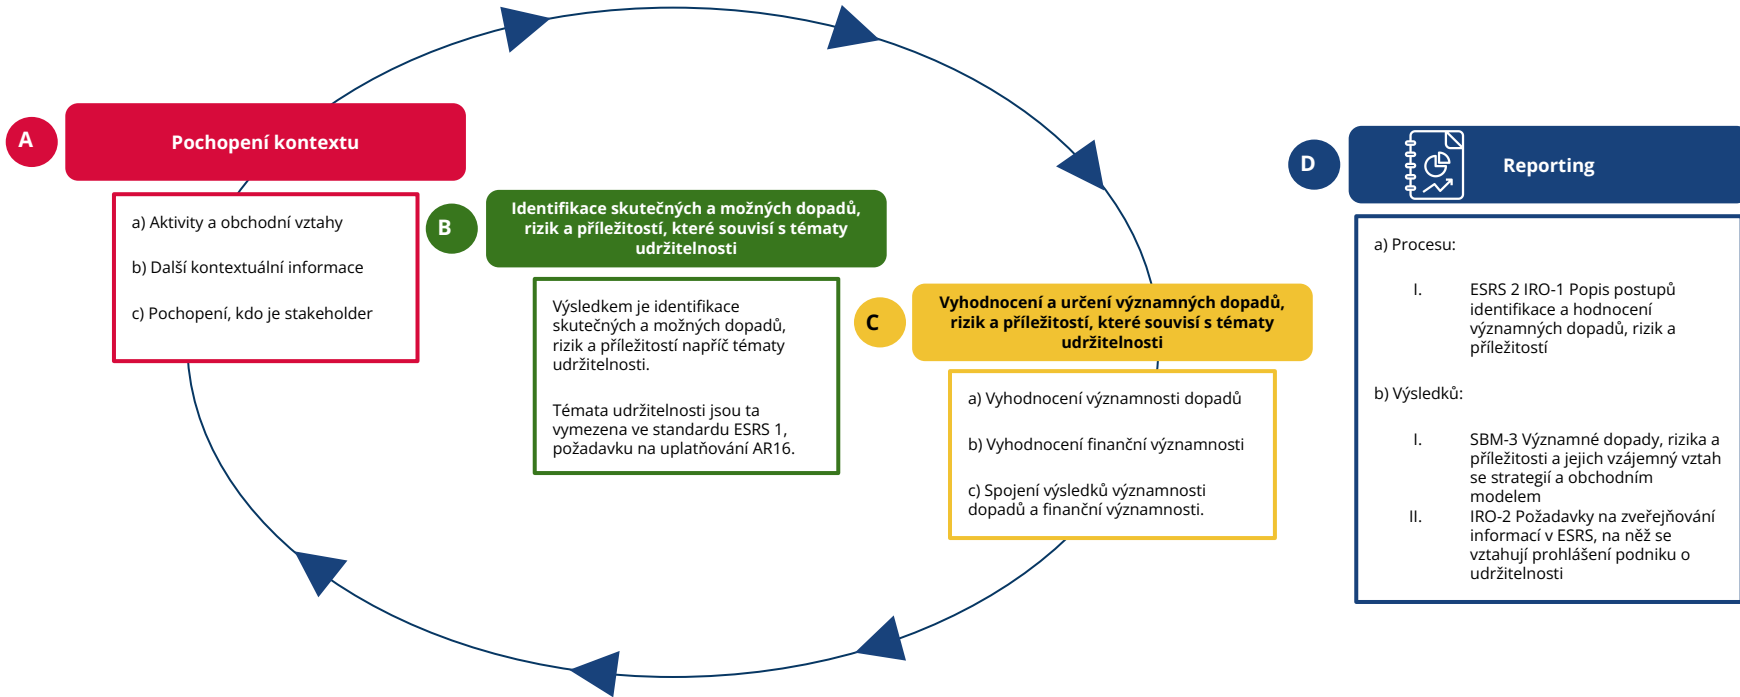 A
Pochopení kontextu
a) Aktivity a obchodní vztahy
b) Další kontextuální informace
c) Pochopení, kdo je stakeholder
B
Identifikace skutečných a možných dopadů,
rizik a příležitostí, které souvisí s tématy
udržitelnosti
Výsledkem je identifikace
skutečných a možných dopadů,
rizik a příležitostí napříč tématy
udržitelnosti.
Témata udržitelnosti jsou ta
vymezena ve standardu ESRS 1,
požadavku na uplatňování AR16.
C
Vyhodnocení a určení významných dopadů,
rizik a příležitostí, které souvisí s tématy
udržitelnosti
a) Vyhodnocení významnosti dopadů
b) Vyhodnocení finanční významnosti
c) Spojení výsledků významnosti
dopadů a finanční významnosti.
D
Reporting
a) Procesu:
I. ESRS 2 IRO-1 Popis postupů
identifikace a hodnocení
významných dopadů, rizik a
příležitostí
b) Výsledků:
I. SBM-3 Významné dopady, rizika a
příležitosti a jejich vzájemný vztah
se strategií a obchodním
modelem
II. IRO-2 Požadavky na zveřejňování
informací v ESRS, na něž se
vztahují prohlášení podniku o
udržitelnosti